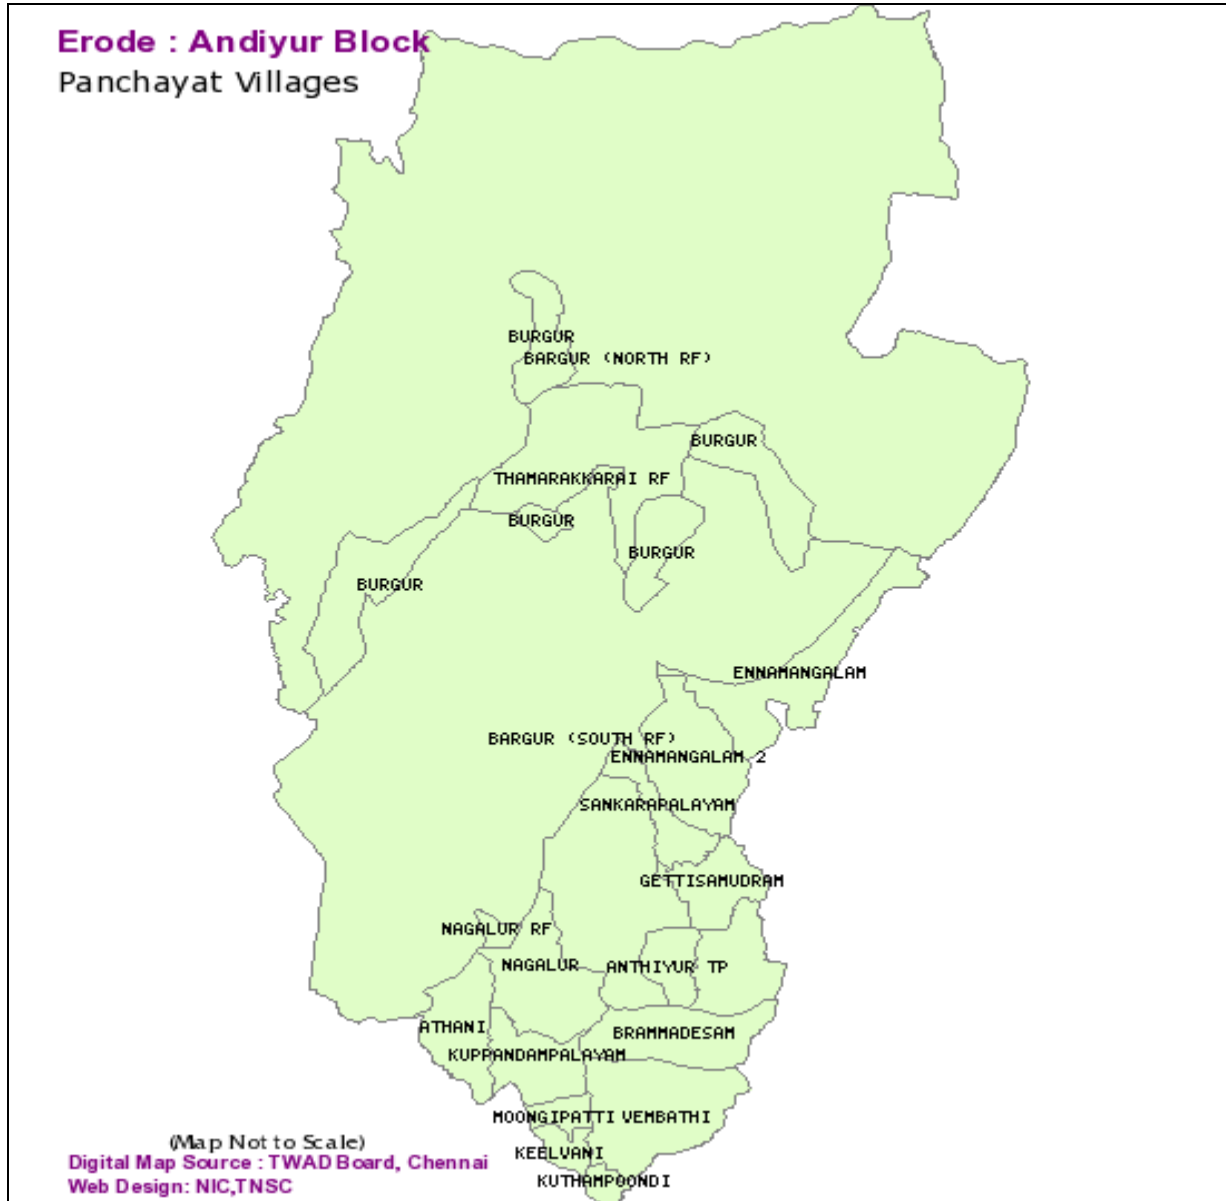 Erode : Andiyur Block
Panchayat Villages
BURGUR
BARGUR (NORTH RF)
BURGUR
THAMARAKKARAI RF
BURGUR
BURGUR
BURGUR
ENNAMANGALAM
BARGUR (SOUTH RF)
ENNAMANGALAM 2
SANKARAPALAYAM
GETTISAMUDRAM
NAGALUR RF
NAGALUR
ANTHIYUR TP
ATHANI
BRAMMADESAM
KUPPANDAMPALAYAM
MOONGIPATTI
VEMBATHI
KEELVANI
KUTHAMPOONDI
(Map Not to Scale)
Digital Map Source : TWAD Board, Chennai
Web Design: NIC,TNSC